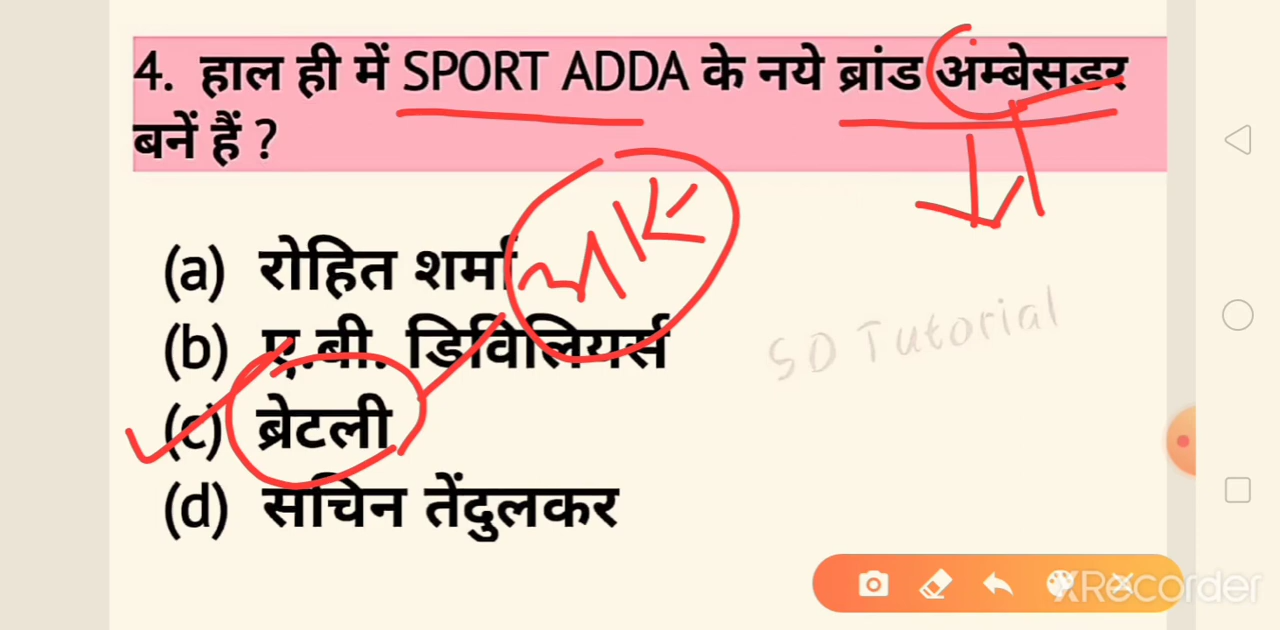 4. हाल ही में SPORT ADDA के नये ब्रांड अम्बेसडर
बनें हैं ?
(a) रोहित शर्मा
(b) ए.बी. डिविलियर्स
(c) ब्रेटली
(d) सचिन तेंदुलकर
SD Tutorial
XRecorder